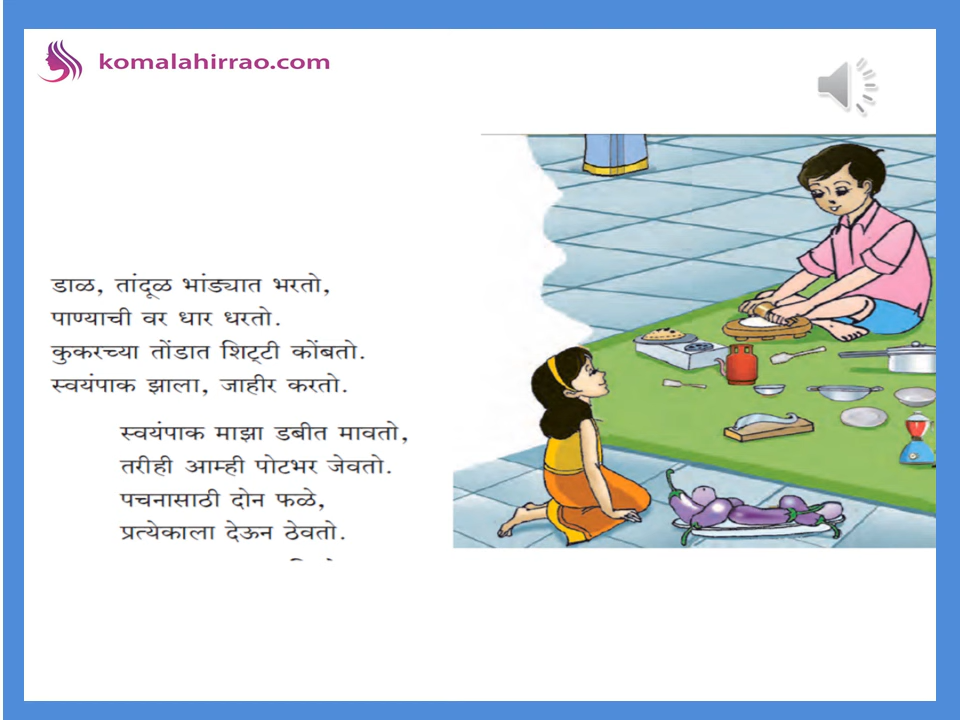 komalahirrao.com
डाळ, तांदूळ भांड्यात भरतो,
पाण्याची वर धार धरतो.
कुकरच्या तोंडात शिट्टी कोंबतो.
स्वयंपाक झाला, जाहीर करतो.
स्वयंपाक माझा डबीत मावतो,
तरीही आम्ही पोटभर जेवतो.
पचनासाठी दोन फळे,
प्रत्येकाला देऊन ठेवतो.